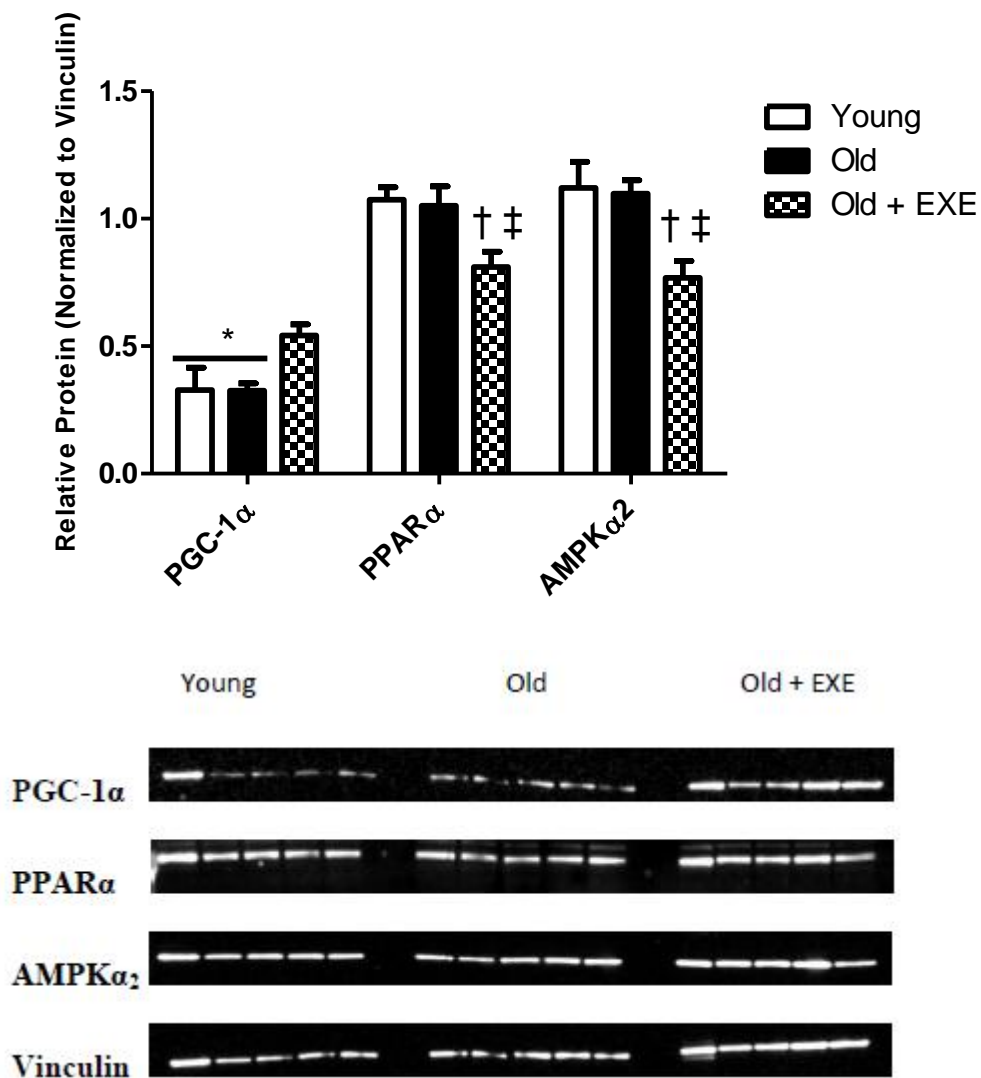 Relative Protein (Normalized to Vinculin)
1.5
1.0
0.5
0.0
*
† ‡
† ‡
PGC-1α
PPARα
AMPKα2
Young
Old
Old + EXE
Young Old Old + EXE
PGC-1α
PPARα
AMPKα₂
Vinculin